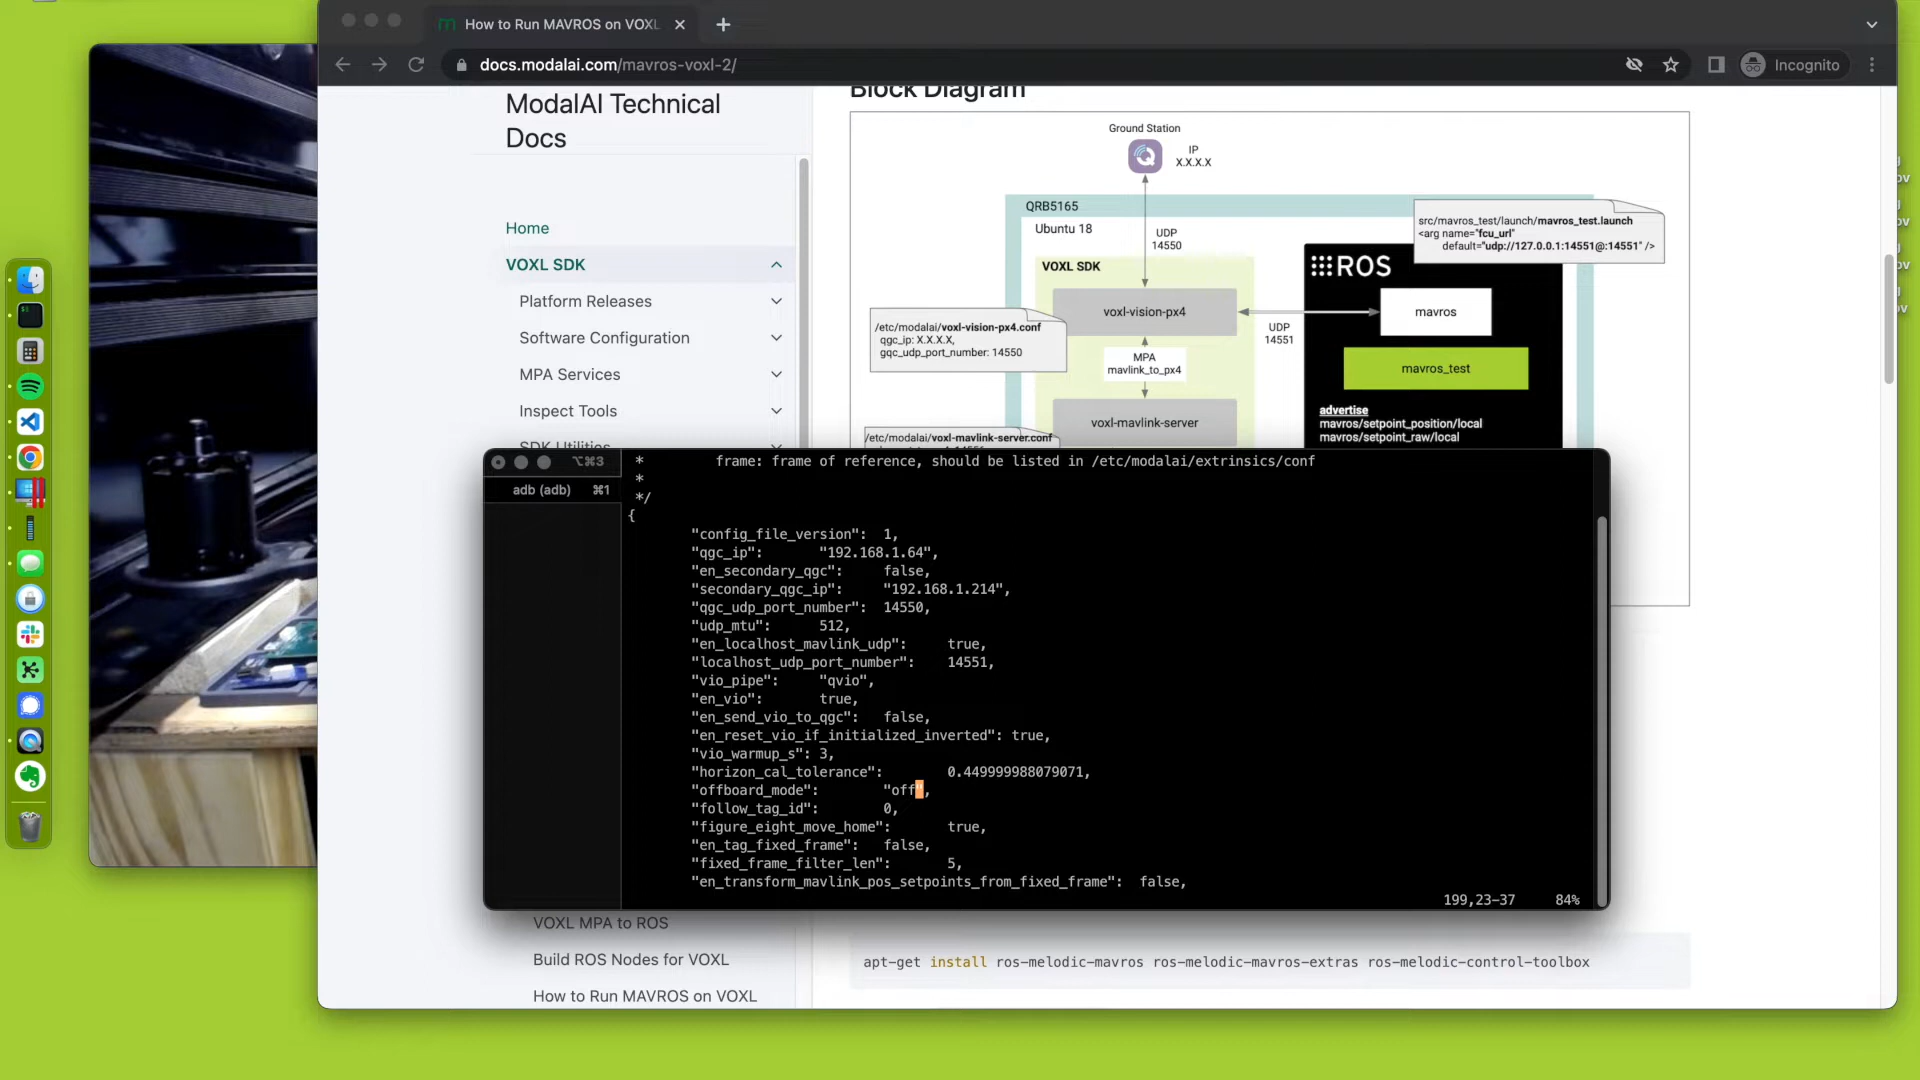 How to Run MAVROS on VOXL
docs.modalai.com/mavros-voxl-2/
Incognito
ModalAI Technical
Docs
Home
VOXL SDK
Platform Releases
Software Configuration
MPA Services
Inspect Tools
SDK Utilities
VOXL MPA to ROS
Build ROS Nodes for VOXL
How to Run MAVROS on VOXL
Block Diagram
Ground Station
IP
X.X.X.X
QRB5165
Ubuntu 18
UDP
14550
VOXL SDK
voxl-vision-px4
/etc/modalai/voxl-vision-px4.conf
qgc_ip: X.X.X.X,
gqc_udp_port_number: 14550
MPA
mavlink_to_px4
voxl-mavlink-server
/etc/modalai/voxl-mavlink-server.conf
UDP
14551
src/mavros_test/launch/mavros_test.launch
<arg name="fcu_url"
default="udp://127.0.0.1:14551@:14551" />
ROS
mavros
mavros_test
advertise
mavros/setpoint_position/local
mavros/setpoint_raw/local
⌥⌘3
adb (adb) ⌘1
* frame: frame of reference, should be listed in /etc/modalai/extrinsics/conf
*
*/
{
"config_file_version": 1,
"qgc_ip": "192.168.1.64",
"en_secondary_qgc": false,
"secondary_qgc_ip": "192.168.1.214",
"qgc_udp_port_number": 14550,
"udp_mtu": 512,
"en_localhost_mavlink_udp": true,
"localhost_udp_port_number": 14551,
"vio_pipe": "qvio",
"en_vio": true,
"en_send_vio_to_qgc": false,
"en_reset_vio_if_initialized_inverted": true,
"vio_warmup_s": 3,
"horizon_cal_tolerance": 0.449999988079071,
"offboard_mode": "off",
"follow_tag_id": 0,
"figure_eight_move_home": true,
"en_tag_fixed_frame": false,
"fixed_frame_filter_len": 5,
"en_transform_mavlink_pos_setpoints_from_fixed_frame": false,
199,23-37 84%
apt-get install ros-melodic-mavros ros-melodic-mavros-extras ros-melodic-control-toolbox